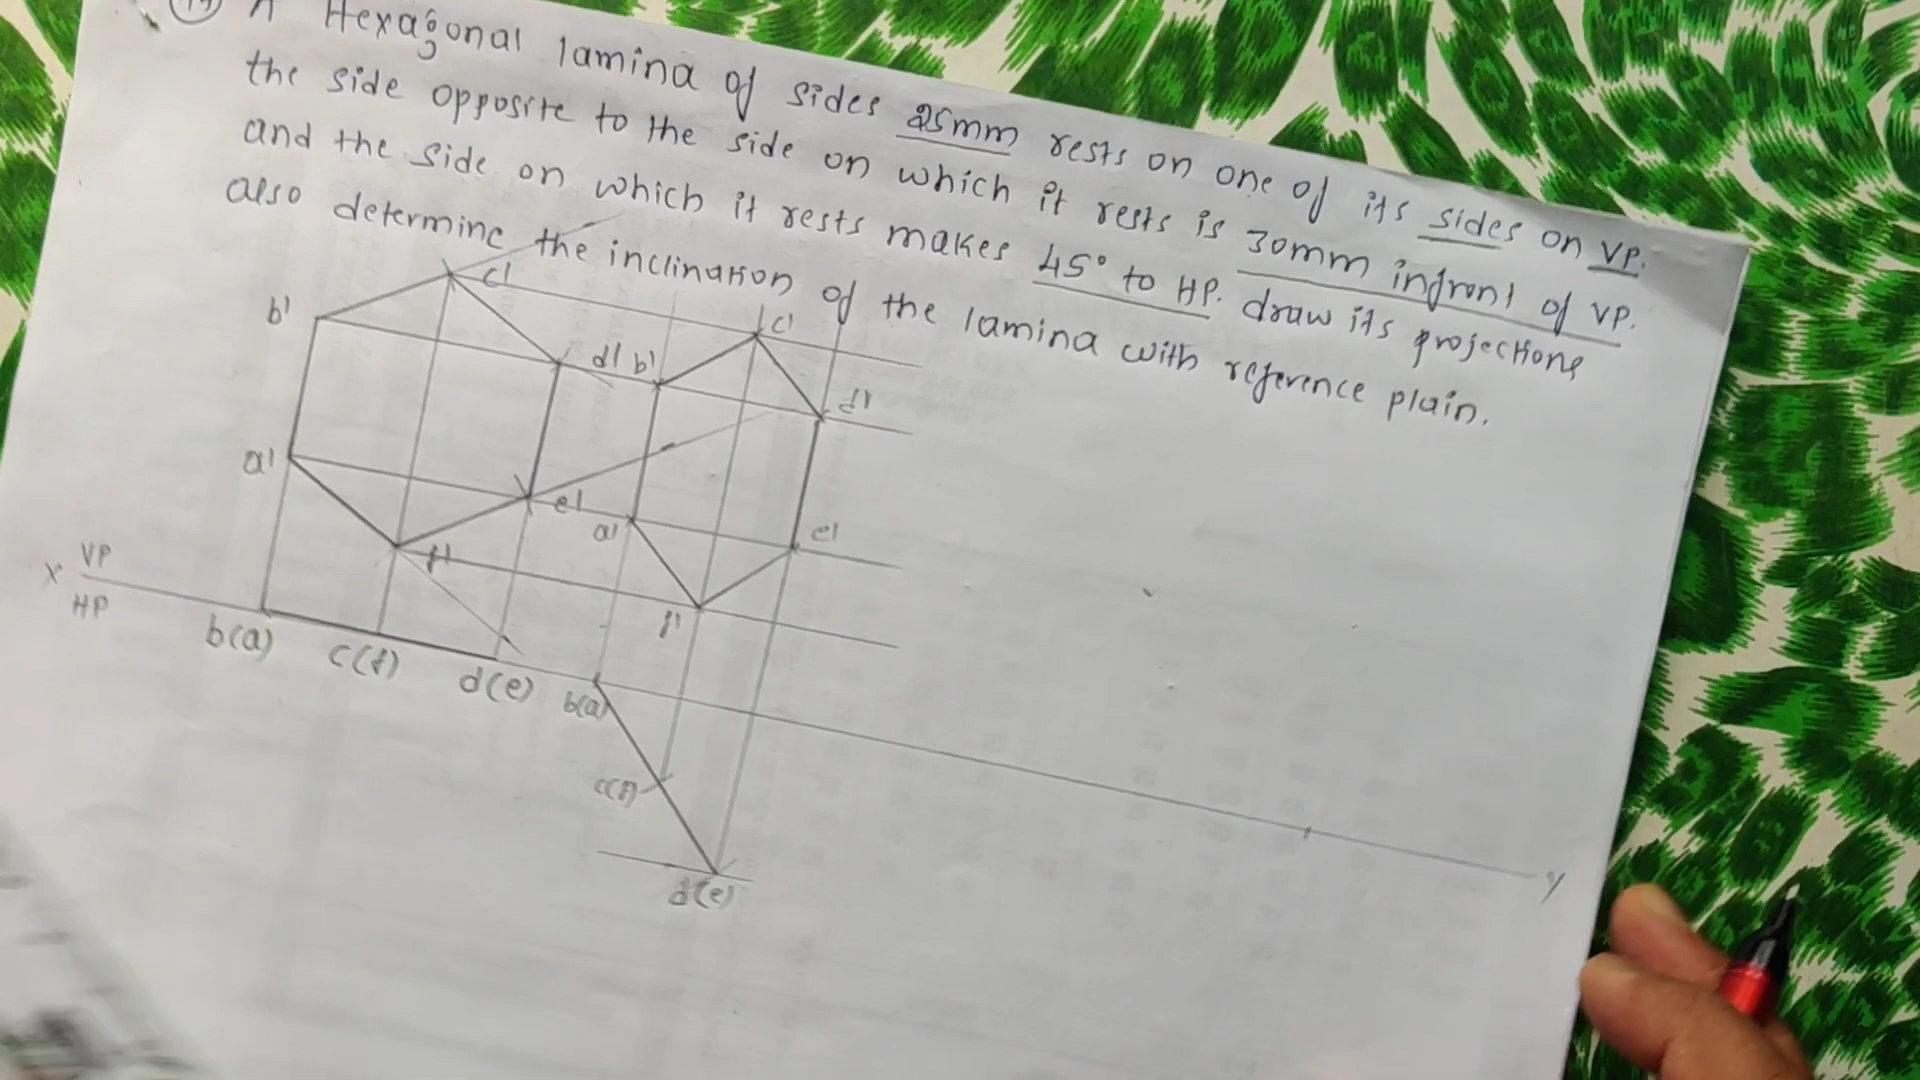 A Hexagonal lamina of sides 25mm rests on one of its sides on VP.
the side opposite to the side on which it rests is 30mm infront of VP.
and the side on which it rests makes 45° to HP. draw its projections
also determine the inclination of the lamina with reference plain.
b' c' d' b' c' d'
a' f' e' a' f' e'
X VP
HP
b(a) c(f) d(e) b(a)
c(f)
d(e)
Y